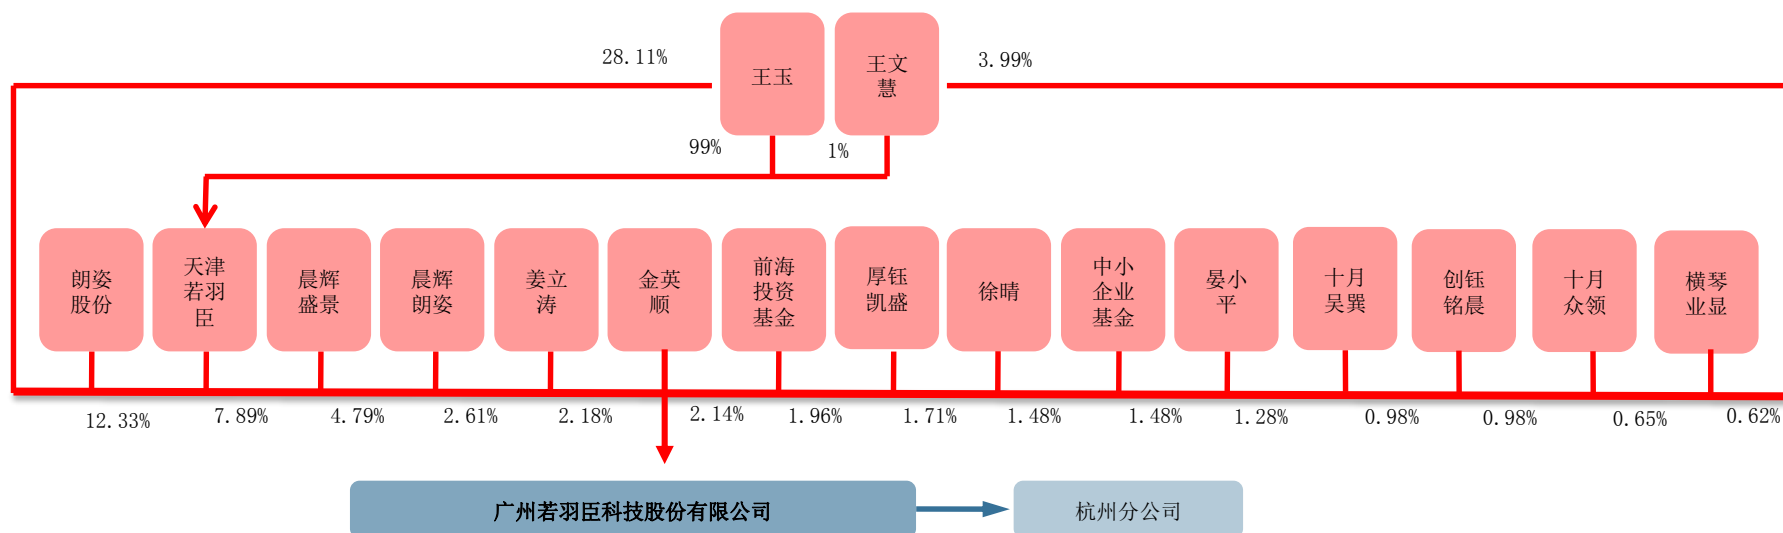 28.11%
王玉
王文
慧
3.99%
99%
1%
朗姿
股份
天津
若羽
臣
晨辉
盛景
晨辉
朗姿
姜立
涛
金英
顺
前海
投资
基金
厚钰
凯盛
徐晴
中小
企业
基金
晏小
平
十月
吴巽
创钰
铭晨
十月
众领
横琴
业显
12.33%
7.89%
4.79%
2.61%
2.18%
2.14%
1.96%
1.71%
1.48%
1.48%
1.28%
0.98%
0.98%
0.65%
0.62%
广州若羽臣科技股份有限公司
杭州分公司